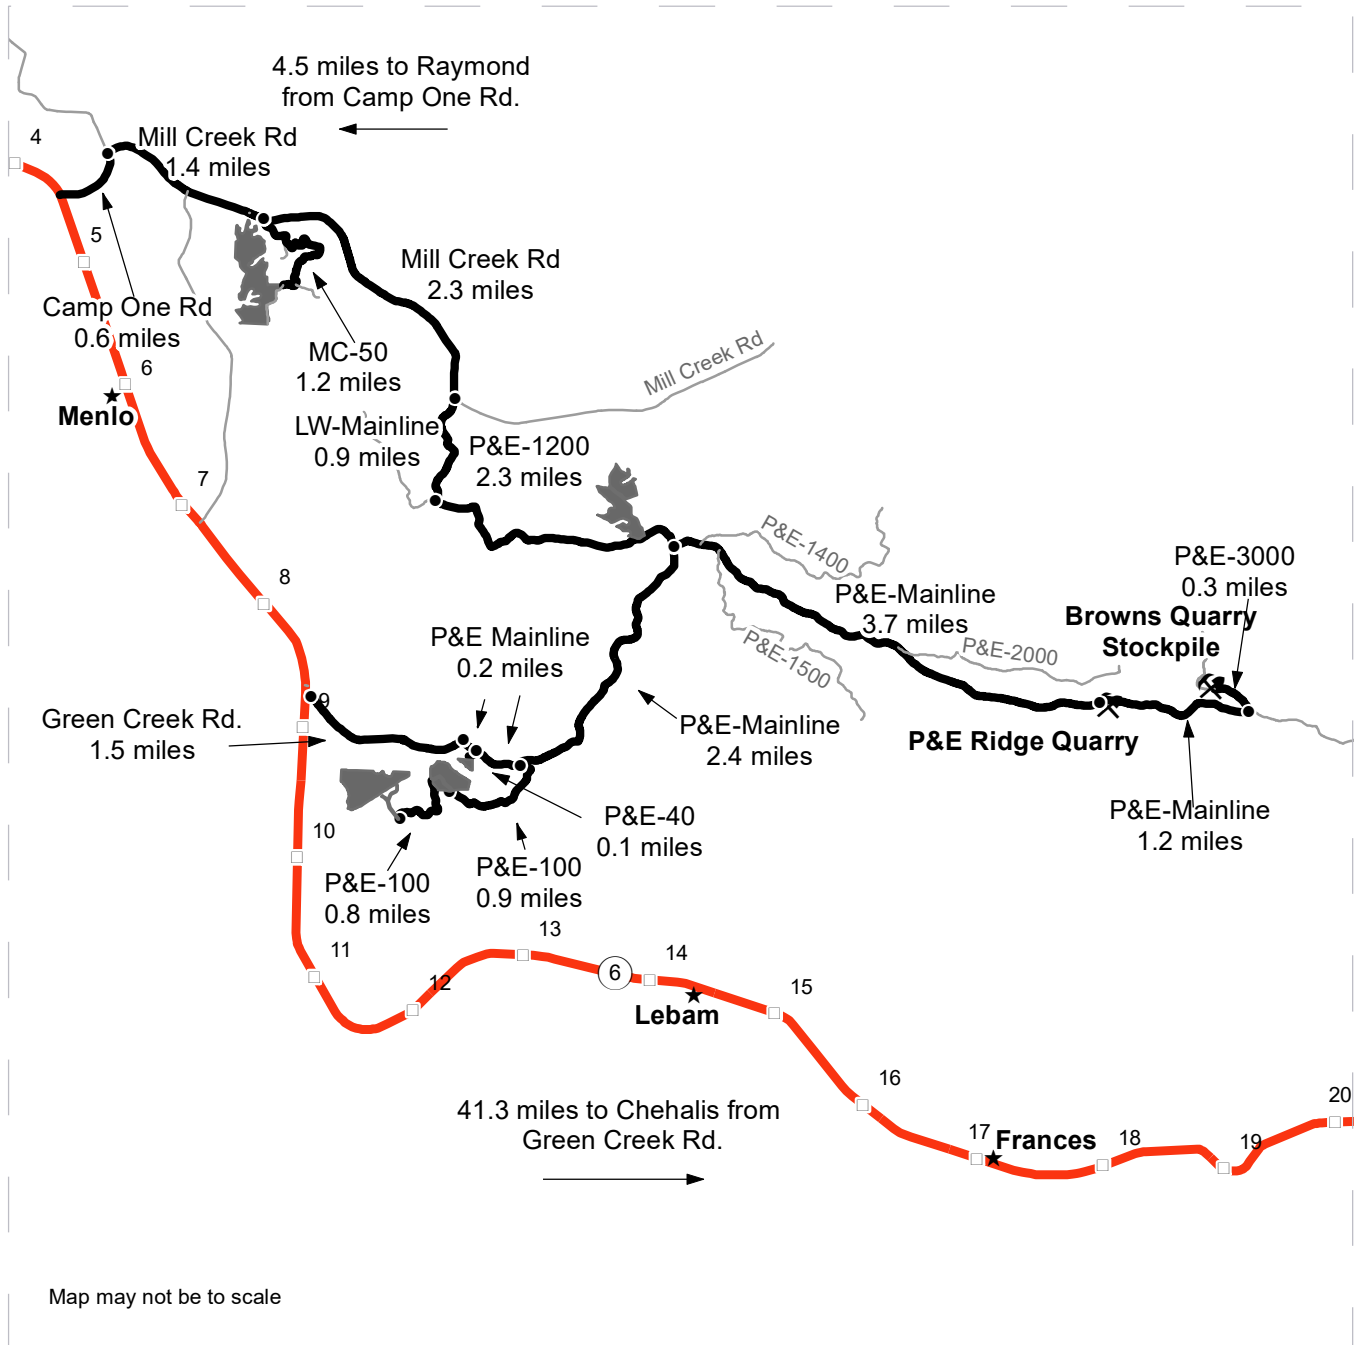 4.5 miles to Raymond
from Camp One Rd.
4
Mill Creek Rd
1.4 miles
5
Mill Creek Rd
2.3 miles
Camp One Rd
0.6 miles
MC-50
1.2 miles
6
Menlo
Mill Creek Rd
LW-Mainline
0.9 miles
P&E-1200
2.3 miles
7
P&E-1400
P&E-3000
0.3 miles
8
P&E-Mainline
3.7 miles
Browns Quarry
Stockpile
P&E Mainline
0.2 miles
P&E-1500
P&E-2000
9
Green Creek Rd.
1.5 miles
P&E-Mainline
2.4 miles
P&E Ridge Quarry
P&E-Mainline
1.2 miles
P&E-40
0.1 miles
10
P&E-100
0.8 miles
P&E-100
0.9 miles
11
12
13
6
14
Lebam
15
16
41.3 miles to Chehalis from
Green Creek Rd.
17
Frances
18
19
20
Map may not be to scale